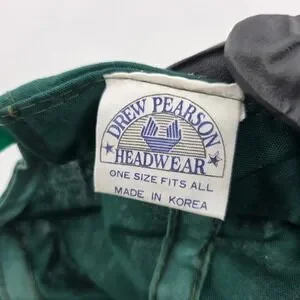 DREW PEARSON
HEADWEAR
ONE SIZE FITS ALL
MADE IN KOREA